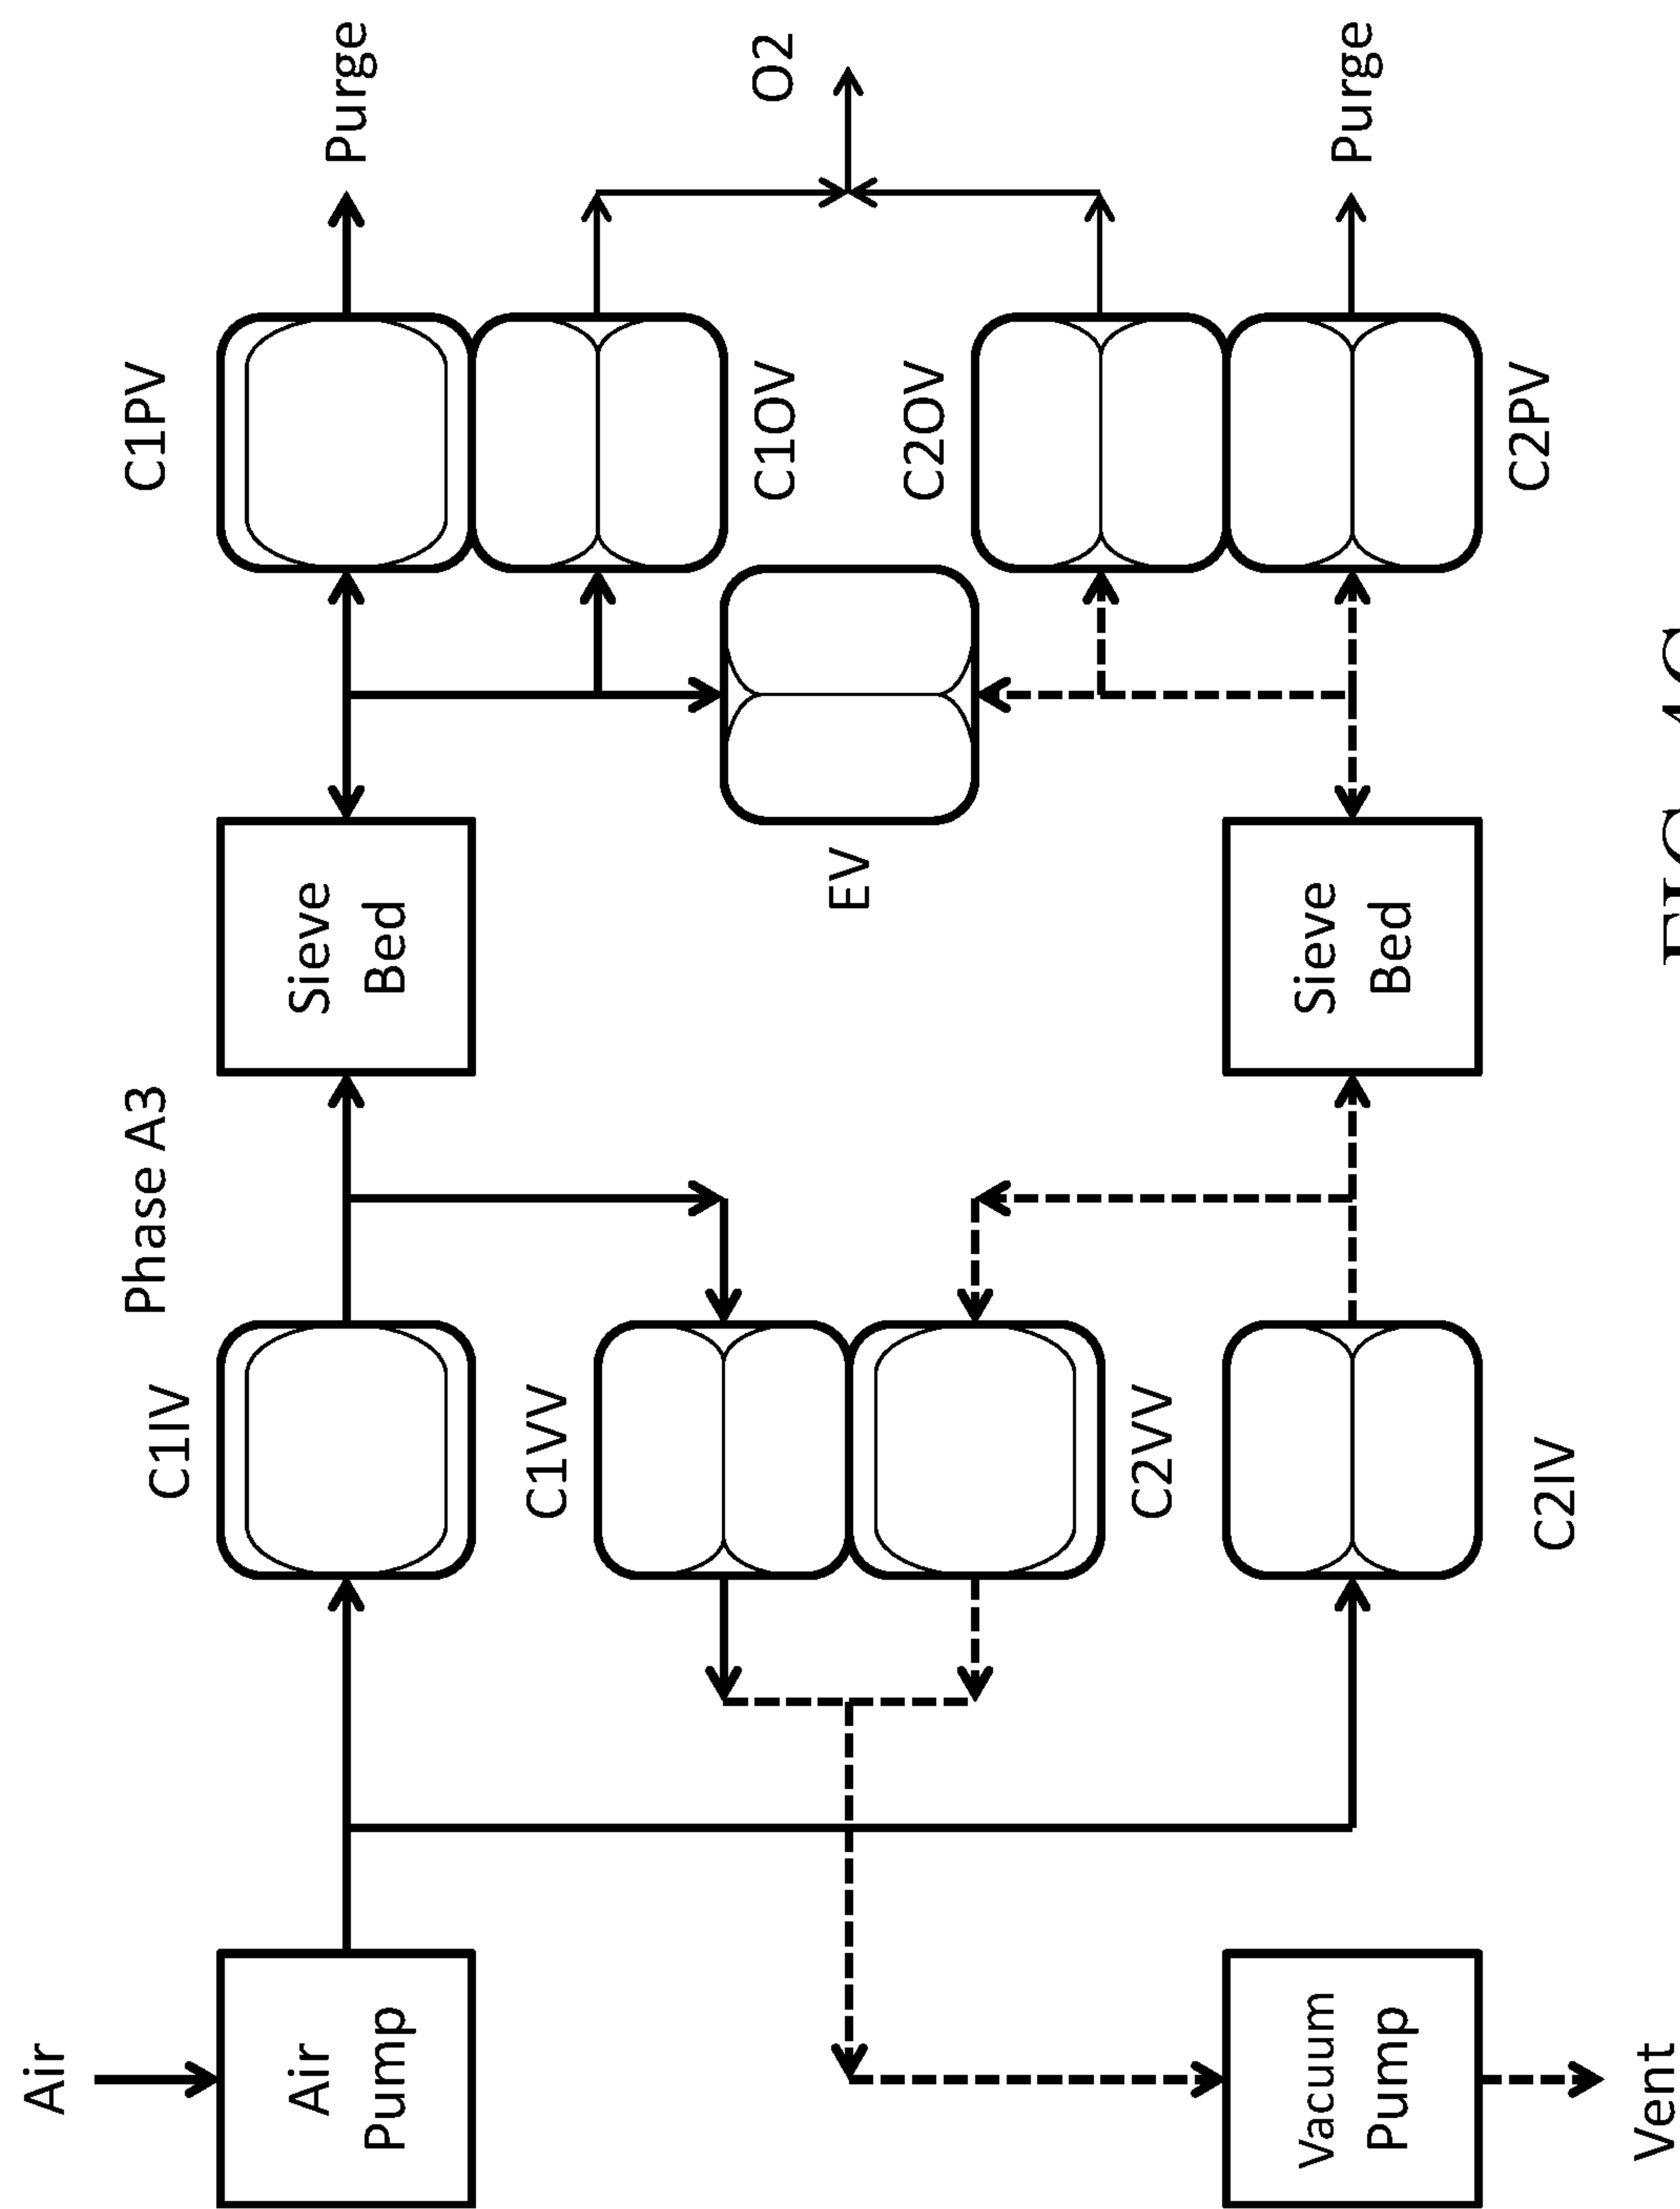 Air
Phase A3
C1PV
C1IV
Air
Pump
Sieve
Bed
Purge
C1VV
C1OV
O2
EV
C2OV
C2VV
Vacuum
Pump
Sieve
Bed
Purge
C2IV
C2PV
Vent